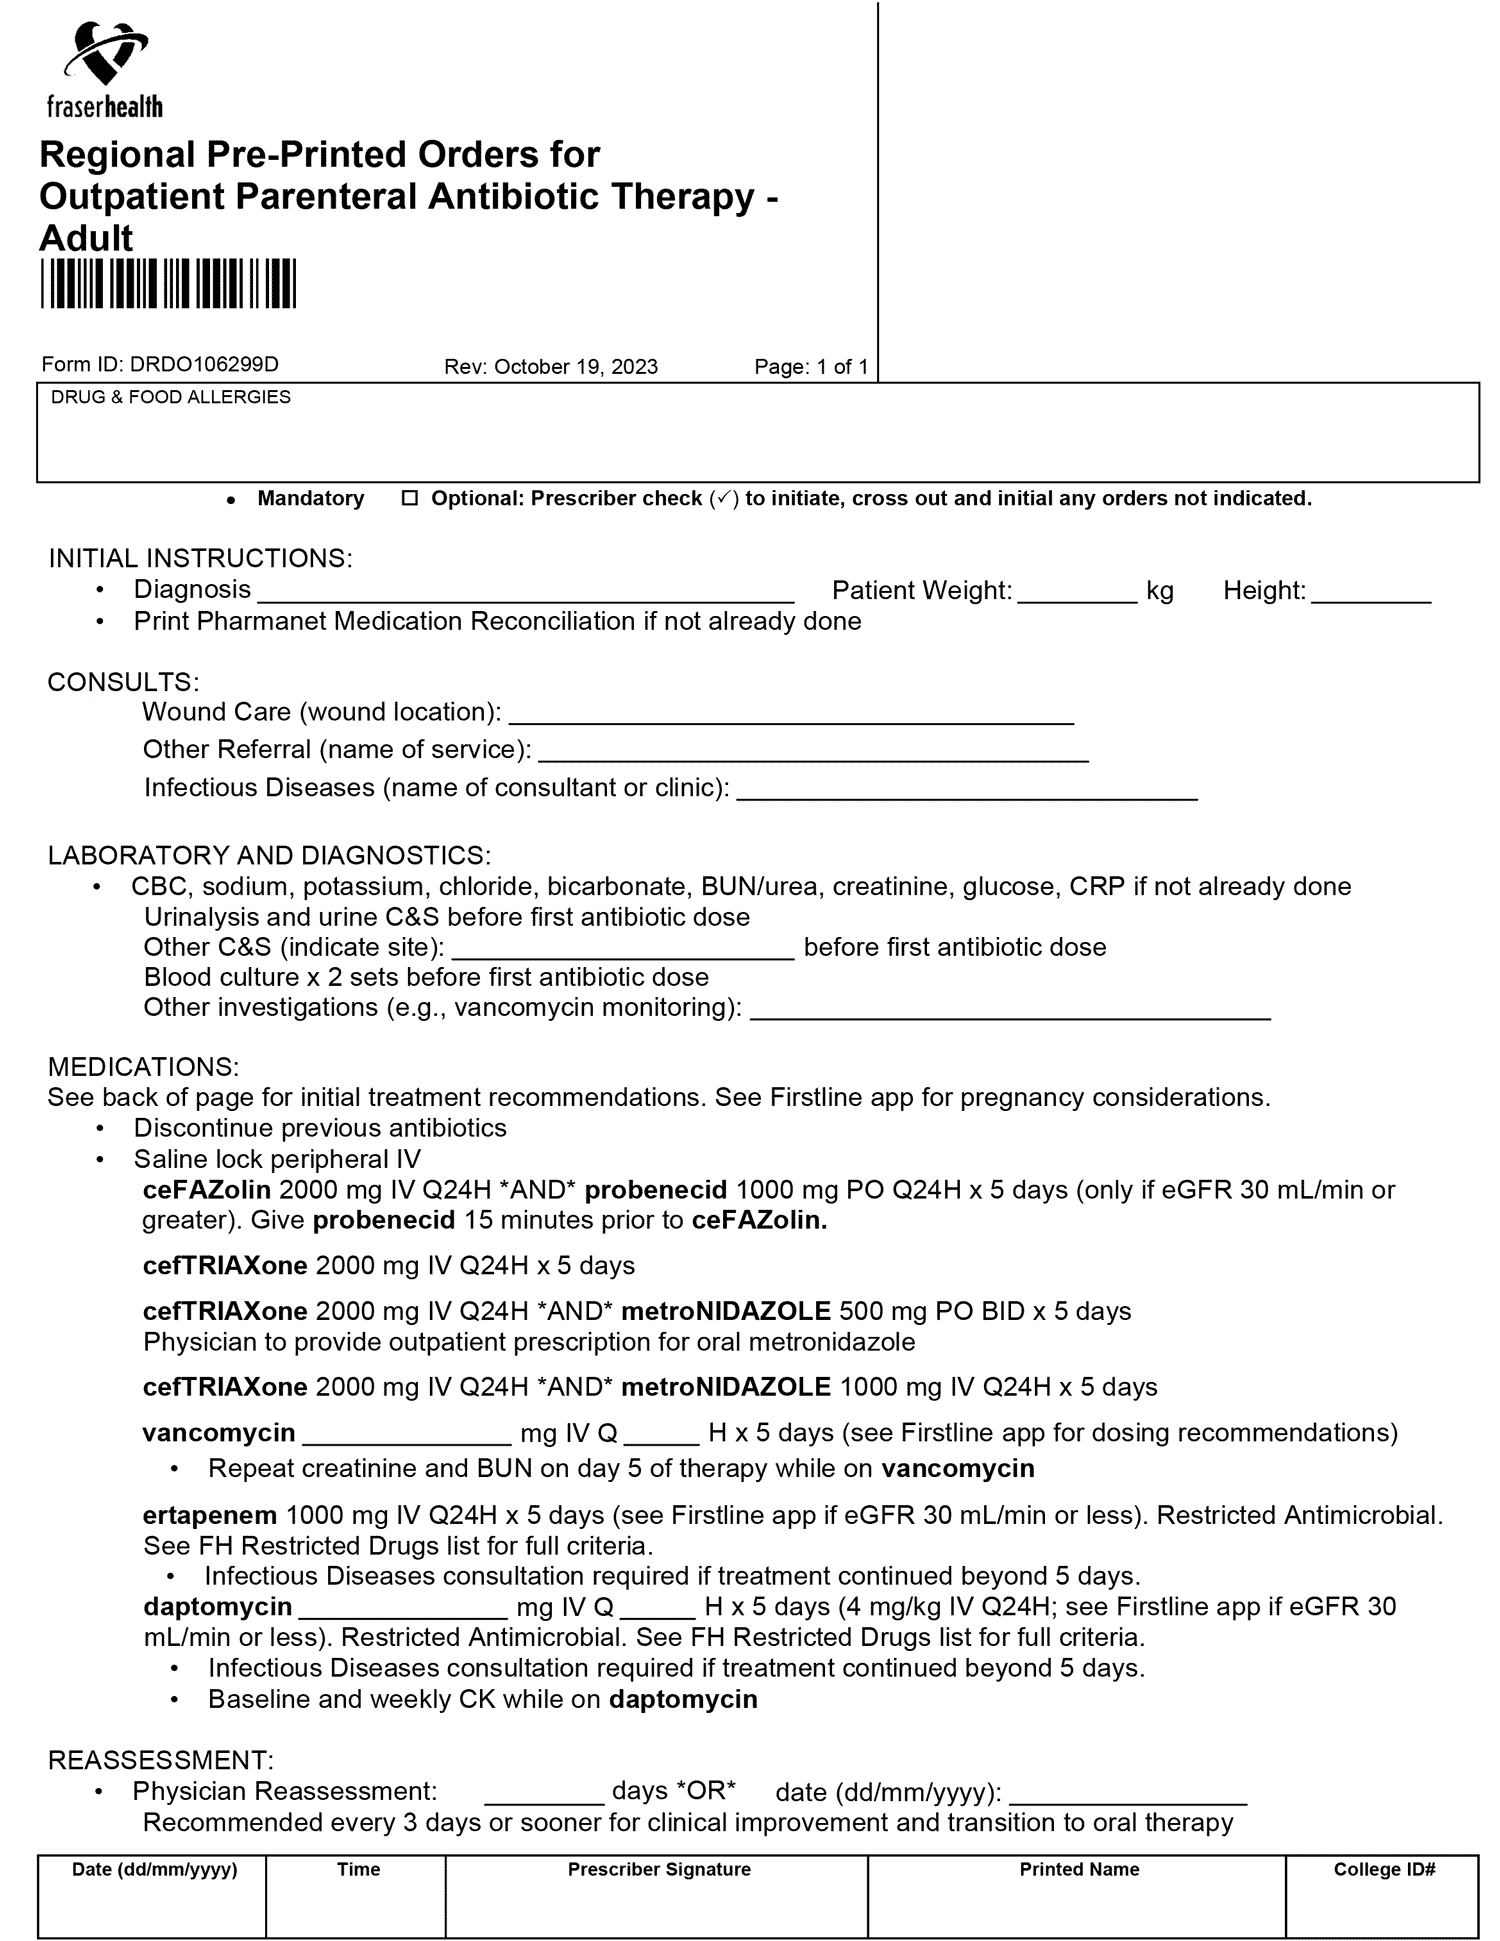 fraserhealth
Regional Pre-Printed Orders for
Outpatient Parenteral Antibiotic Therapy -
Adult
Form ID: DRDO106299D Rev: October 19, 2023 Page: 1 of 1
DRUG & FOOD ALLERGIES
• Mandatory ☐ Optional: Prescriber check (✓) to initiate, cross out and initial any orders not indicated.
INITIAL INSTRUCTIONS:
• Diagnosis ____________________ Patient Weight: ________ kg Height: ________
• Print Pharmanet Medication Reconciliation if not already done
CONSULTS:
Wound Care (wound location): ____________________
Other Referral (name of service): ____________________
Infectious Diseases (name of consultant or clinic): ____________________
LABORATORY AND DIAGNOSTICS:
• CBC, sodium, potassium, chloride, bicarbonate, BUN/urea, creatinine, glucose, CRP if not already done
Urinalysis and urine C&S before first antibiotic dose
Other C&S (indicate site): ____________________ before first antibiotic dose
Blood culture x 2 sets before first antibiotic dose
Other investigations (e.g., vancomycin monitoring): ____________________
MEDICATIONS:
See back of page for initial treatment recommendations. See Firstline app for pregnancy considerations.
• Discontinue previous antibiotics
• Saline lock peripheral IV
ceFAZolin 2000 mg IV Q24H *AND* probenecid 1000 mg PO Q24H x 5 days (only if eGFR 30 mL/min or
greater). Give probenecid 15 minutes prior to ceFAZolin.
cefTRIAXone 2000 mg IV Q24H x 5 days
cefTRIAXone 2000 mg IV Q24H *AND* metroNIDAZOLE 500 mg PO BID x 5 days
Physician to provide outpatient prescription for oral metronidazole
cefTRIAXone 2000 mg IV Q24H *AND* metroNIDAZOLE 1000 mg IV Q24H x 5 days
vancomycin ______________ mg IV Q _____ H x 5 days (see Firstline app for dosing recommendations)
• Repeat creatinine and BUN on day 5 of therapy while on vancomycin
ertapenem 1000 mg IV Q24H x 5 days (see Firstline app if eGFR 30 mL/min or less). Restricted Antimicrobial.
See FH Restricted Drugs list for full criteria.
• Infectious Diseases consultation required if treatment continued beyond 5 days.
daptomycin ______________ mg IV Q _____ H x 5 days (4 mg/kg IV Q24H; see Firstline app if eGFR 30
mL/min or less). Restricted Antimicrobial. See FH Restricted Drugs list for full criteria.
• Infectious Diseases consultation required if treatment continued beyond 5 days.
• Baseline and weekly CK while on daptomycin
REASSESSMENT:
• Physician Reassessment: ________ days *OR* date (dd/mm/yyyy): ________________
Recommended every 3 days or sooner for clinical improvement and transition to oral therapy
Date (dd/mm/yyyy) Time Prescriber Signature Printed Name College ID#